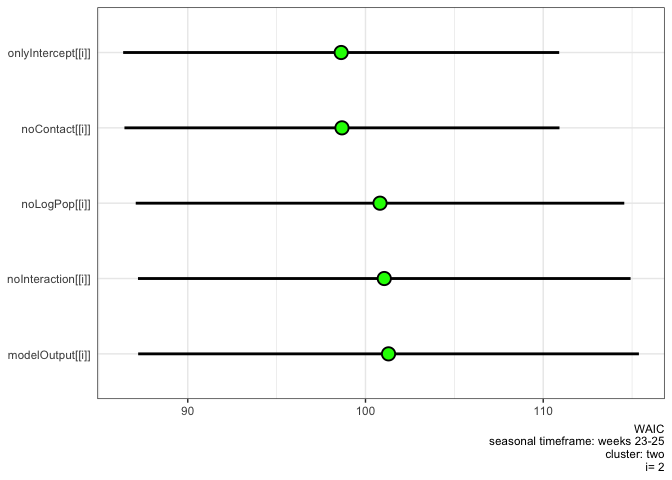 onlyIntercept[[i]]
noContact[[i]]
noLogPop[[i]]
noInteraction[[i]]
modelOutput[[i]]
90 100 110
WAIC
seasonal timeframe: weeks 23-25
cluster: two
i= 2